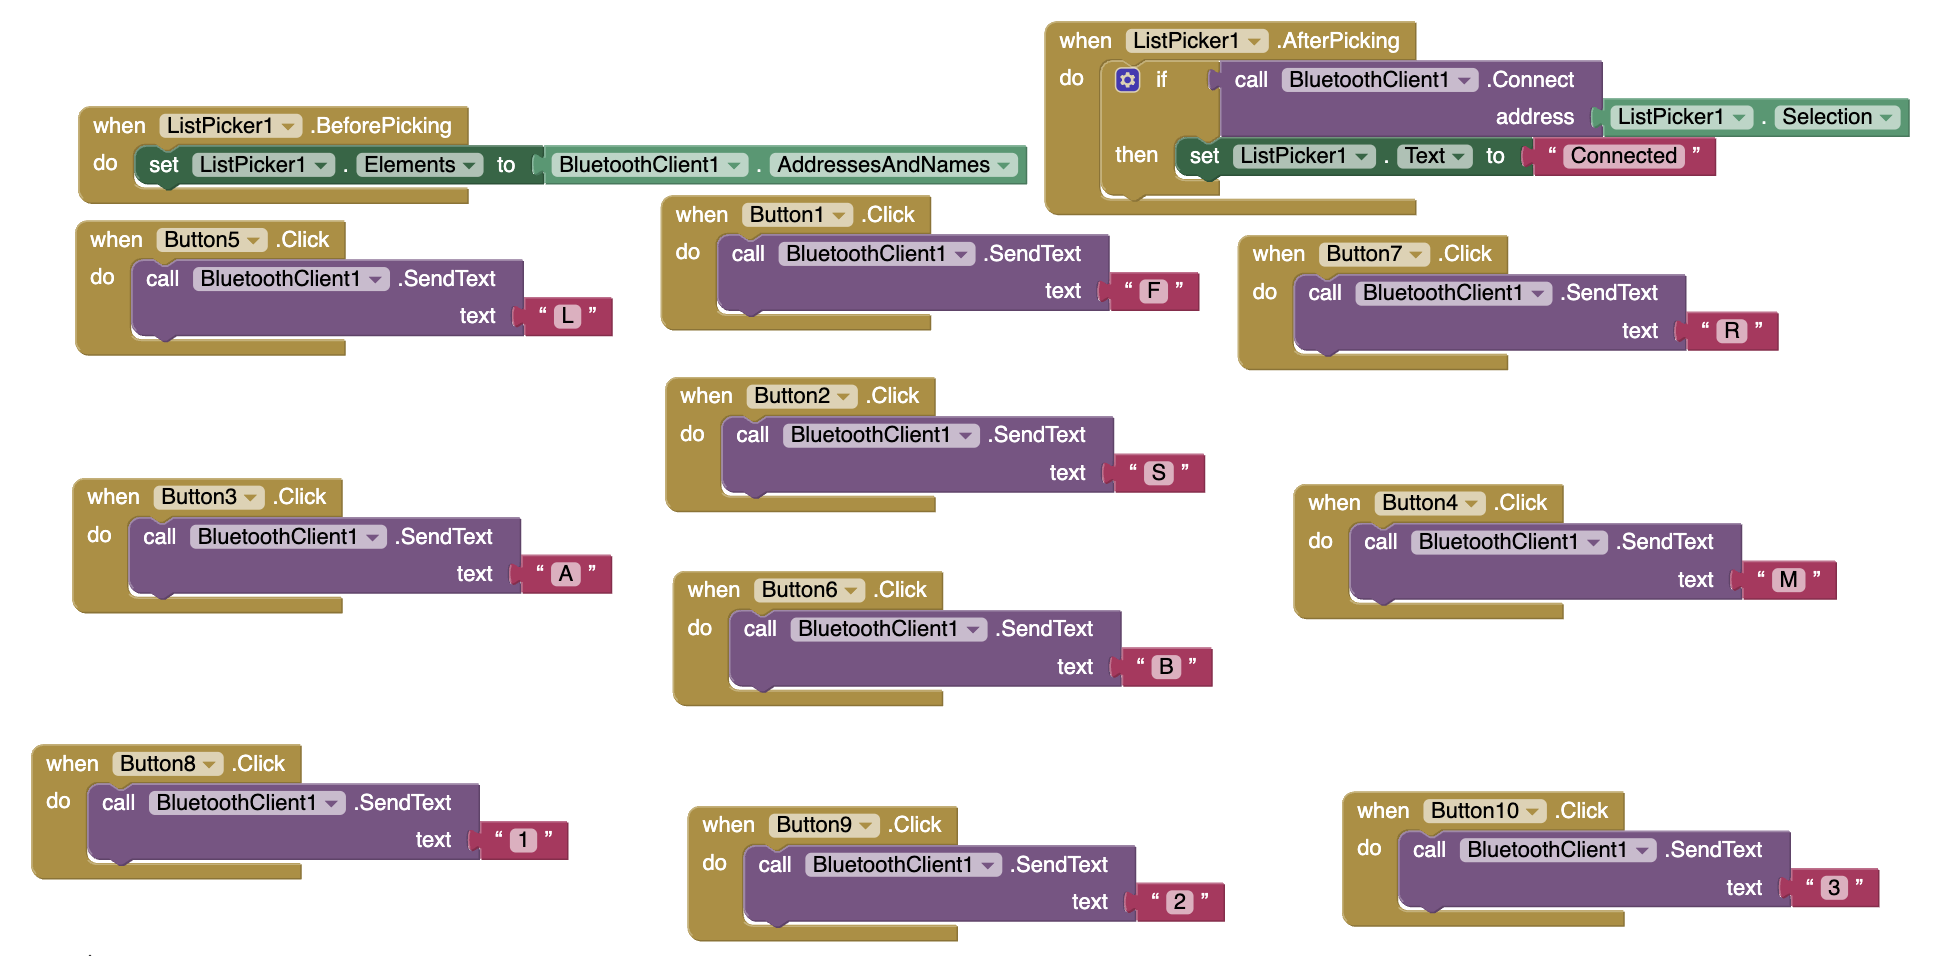 when ListPicker1 .BeforePicking
do set ListPicker1 . Elements to BluetoothClient1 . AddressesAndNames
when ListPicker1 .AfterPicking
do if call BluetoothClient1 .Connect
address ListPicker1 . Selection
then set ListPicker1 . Text to “ Connected ”
when Button5 .Click
do call BluetoothClient1 .SendText
text “ L ”
when Button1 .Click
do call BluetoothClient1 .SendText
text “ F ”
when Button7 .Click
do call BluetoothClient1 .SendText
text “ R ”
when Button2 .Click
do call BluetoothClient1 .SendText
text “ S ”
when Button3 .Click
do call BluetoothClient1 .SendText
text “ A ”
when Button4 .Click
do call BluetoothClient1 .SendText
text “ M ”
when Button6 .Click
do call BluetoothClient1 .SendText
text “ B ”
when Button8 .Click
do call BluetoothClient1 .SendText
text “ 1 ”
when Button9 .Click
do call BluetoothClient1 .SendText
text “ 2 ”
when Button10 .Click
do call BluetoothClient1 .SendText
text “ 3 ”